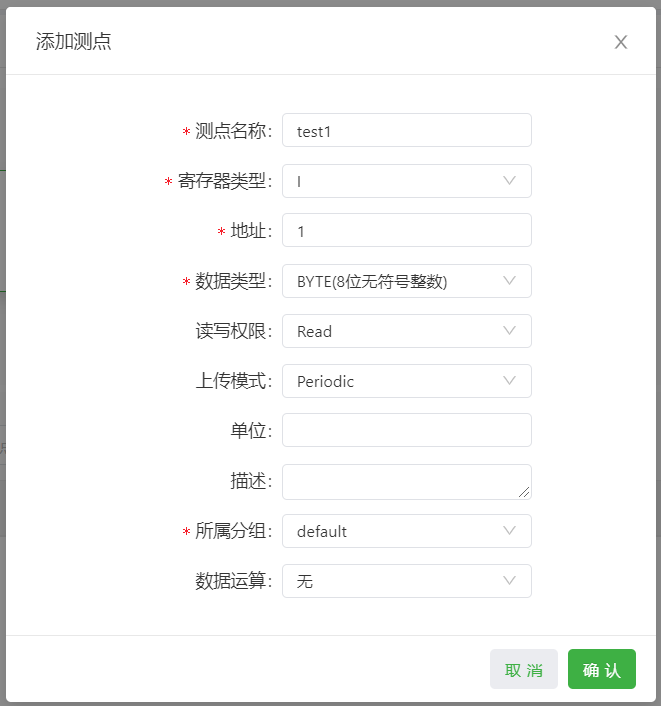 添加测点
* 测点名称: test1
* 寄存器类型: I
* 地址: 1
* 数据类型: BYTE(8位无符号整数)
读写权限: Read
上传模式: Periodic
单位:
描述:
* 所属分组: default
数据运算: 无
取 消 确 认